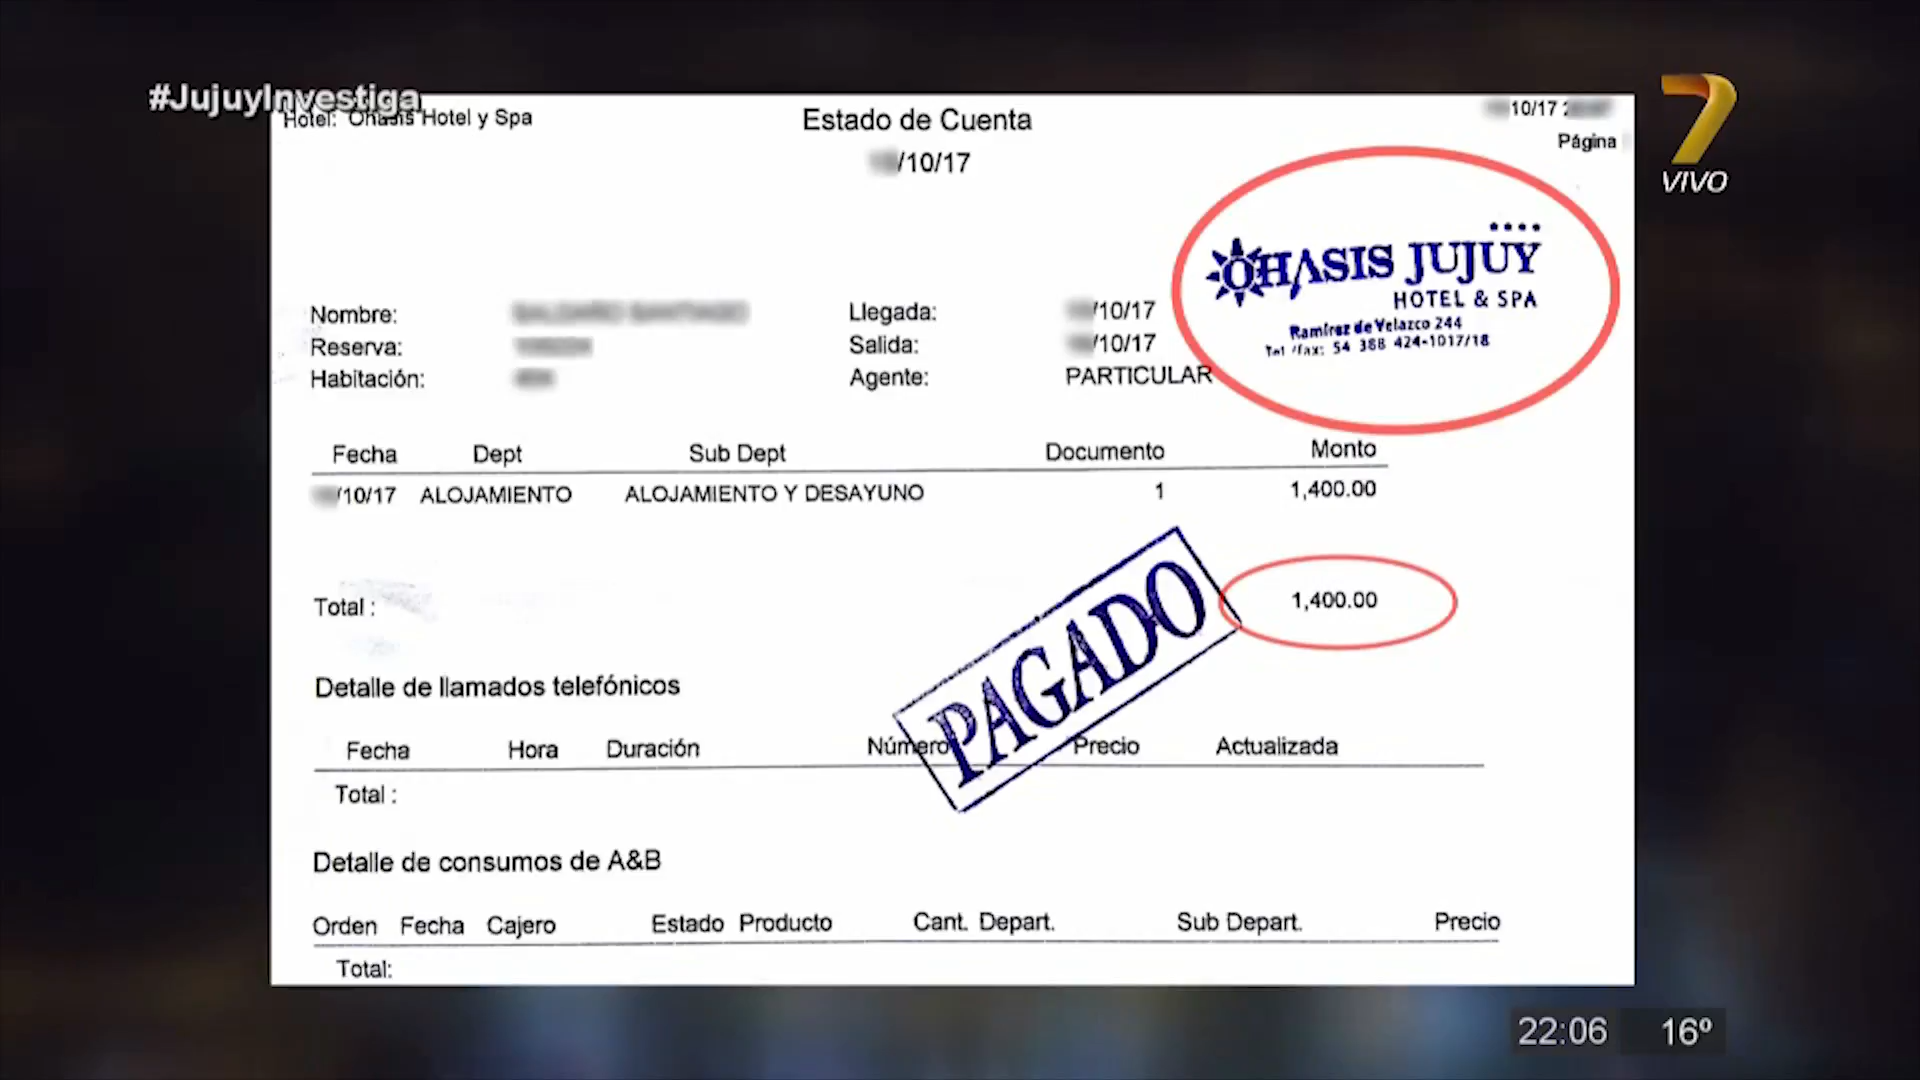 #JujuyInvestiga
Hotel: Ohasis Hotel y Spa
Estado de Cuenta
/10/17
10/17
Página
7
VIVO
OHASIS JUJUY
HOTEL & SPA
Ramírez de Velazco 244
Tel /fax: 54 388 424-1017/18
Nombre:
Llegada: /10/17
Reserva:
Salida: /10/17
Habitación:
Agente: PARTICULAR
Fecha Dept Sub Dept Documento Monto
/10/17 ALOJAMIENTO ALOJAMIENTO Y DESAYUNO 1 1,400.00
Total : 1,400.00
PAGADO
Detalle de llamados telefónicos
Fecha Hora Duración Número Precio Actualizada
Total :
Detalle de consumos de A&B
Orden Fecha Cajero Estado Producto Cant. Depart. Sub Depart. Precio
Total:
22:06 16º